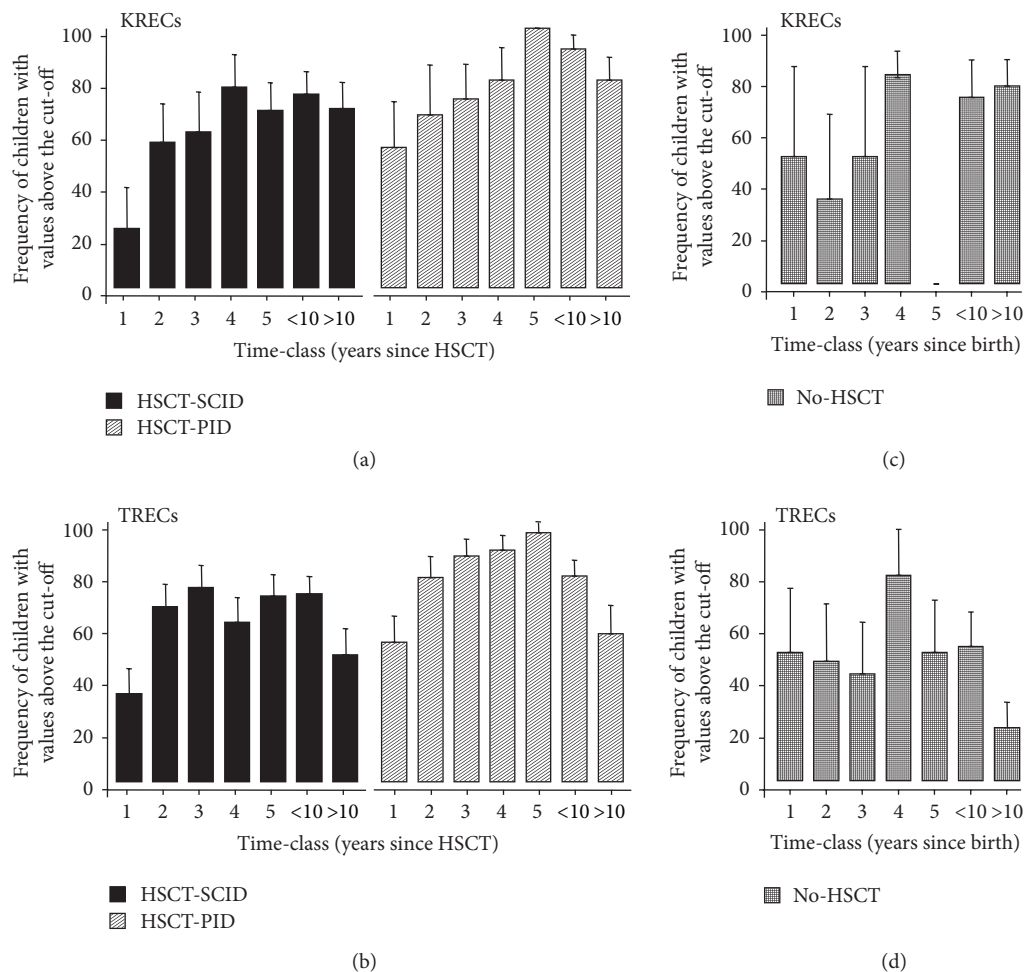 KRECs
Frequency of children with
values above the cut-off
100
80
60
40
20
0
1 2 3 4 5 <10 >10 1 2 3 4 5 <10 >10
Time-class (years since HSCT)
HSCT-SCID
HSCT-PID
(a)
KRECs
Frequency of children with
values above the cut-off
100
80
60
40
80
0
1 2 3 4 5 <10 >10
Time-class (years since birth)
No-HSCT
(c)
TRECs
Frequency of children with
values above the cut-off
100
80
60
40
20
0
1 2 3 4 5 <10 >10 1 2 3 4 5 <10 >10
Time-class (years since HSCT)
HSCT-SCID
HSCT-PID
(b)
TRECs
Frequency of children with
values above the cut-off
100
80
60
40
20
0
1 2 3 4 5 <10 >10
Time-class (years since birth)
No-HSCT
(d)